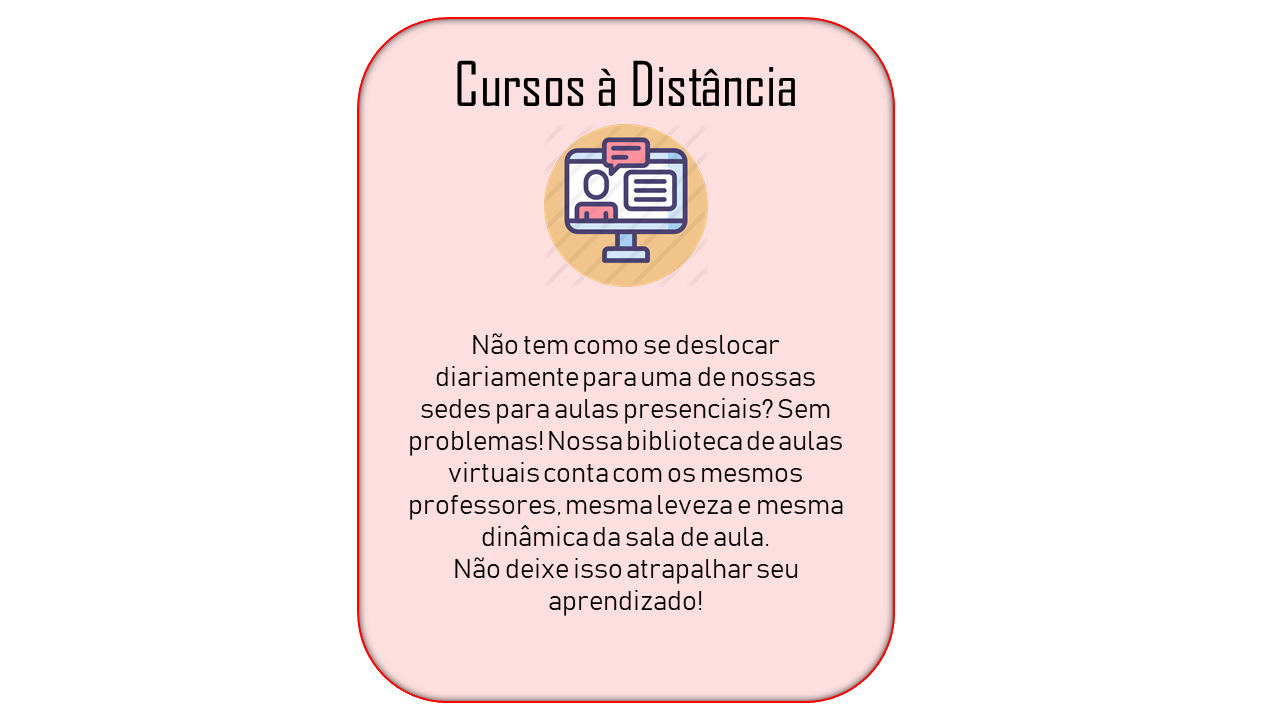 Cursos à Distância
Não tem como se deslocar
diariamente para uma de nossas
sedes para aulas presenciais? Sem
problemas! Nossa biblioteca de aulas
virtuais conta com os mesmos
professores, mesma leveza e mesma
dinâmica da sala de aula.
Não deixe isso atrapalhar seu
aprendizado!